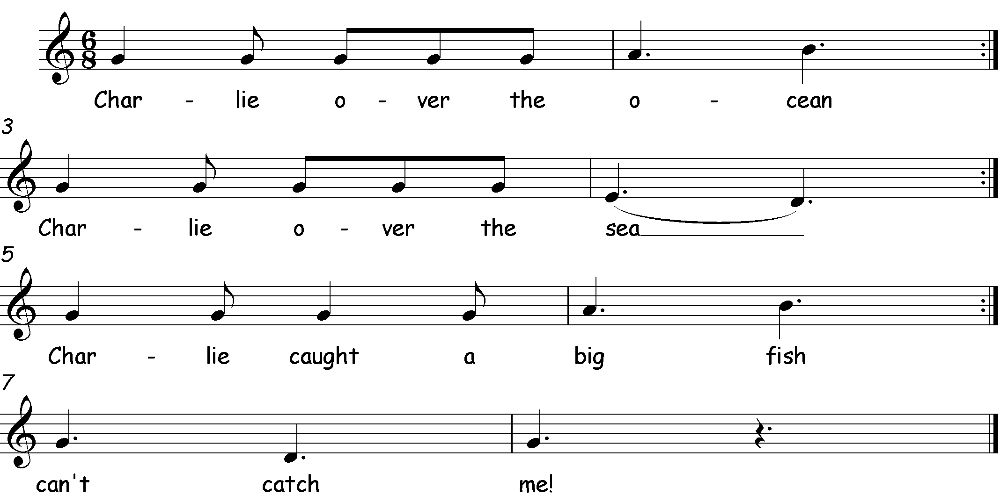 6
8
Char - lie o - ver the o - cean
3
Char - lie o - ver the sea
5
Char - lie caught a big fish
7
can't catch me!